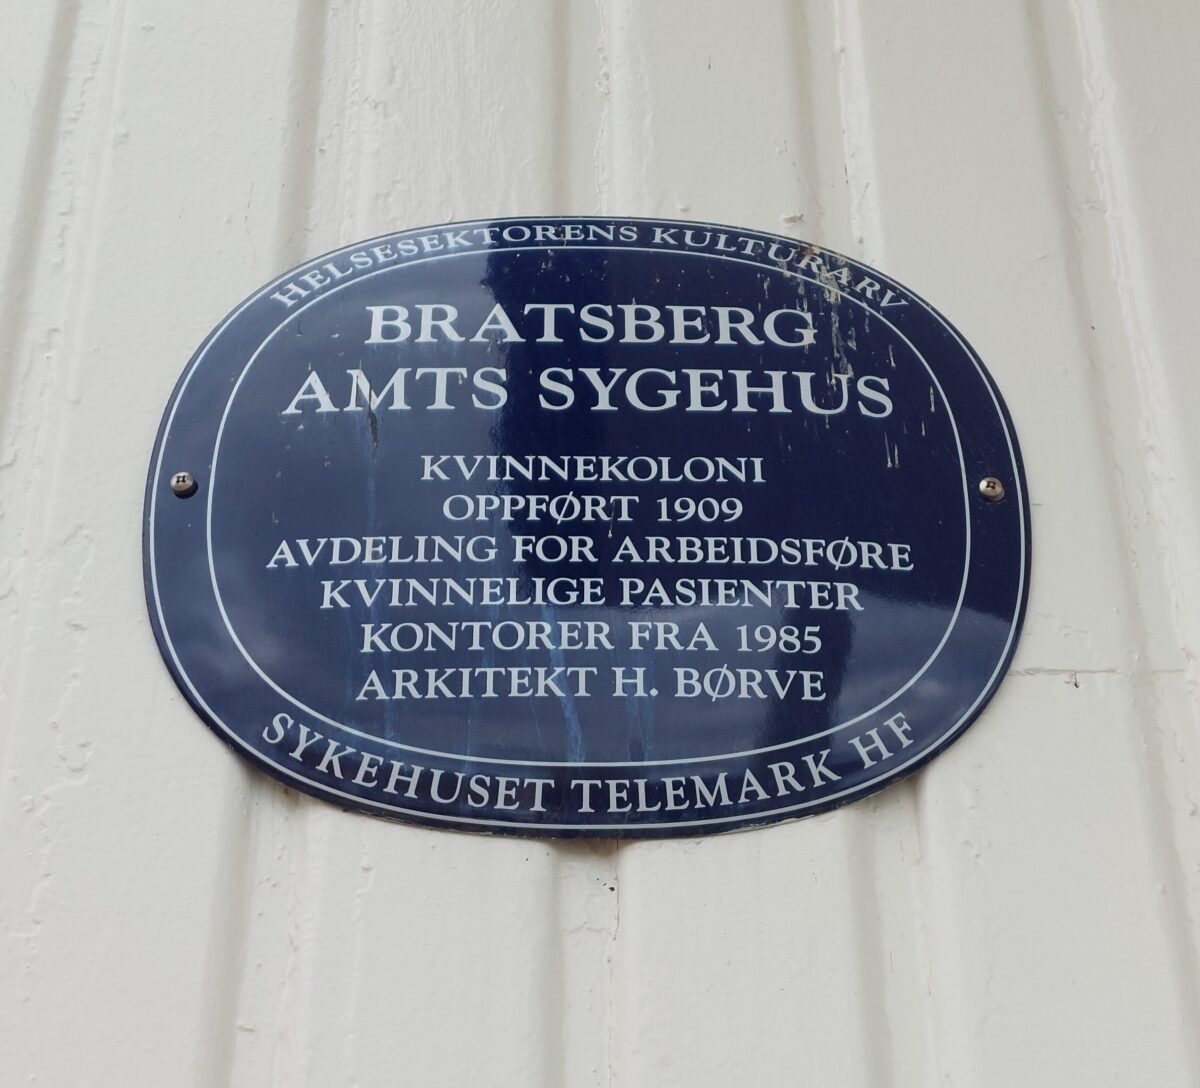 HELSESEKTORENS KULTURARV
BRATSBERG
AMTS SYGEHUS
KVINNEKOLONI
OPPFØRT 1909
AVDELING FOR ARBEIDSFØRE
KVINNELIGE PASIENTER
KONTORER FRA 1985
ARKITEKT H. BØRVE
SYKEHUSET TELEMARK HF